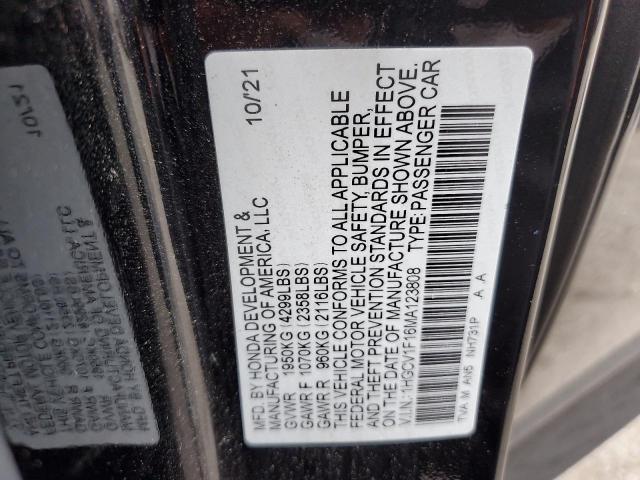 MFD. BY HONDA DEVELOPMENT & 10/'21
MANUFACTURING OF AMERICA, LLC
GVWR 1950KG (4299LBS)
GAWR F 1070KG (2358LBS)
GAWR R 960KG (2116LBS)
THIS VEHICLE CONFORMS TO ALL APPLICABLE
FEDERAL MOTOR VEHICLE SAFETY, BUMPER,
AND THEFT PREVENTION STANDARDS IN EFFECT
ON THE DATE OF MANUFACTURE SHOWN ABOVE.
V.I.N.: 1HGCV1F16MA123808 TYPE:PASSENGER CAR
TVA M AN5 NH731P A A